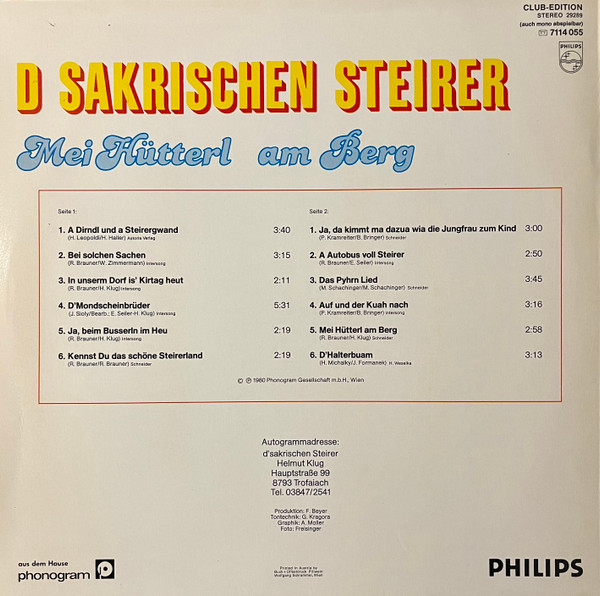 CLUB-EDITION
STEREO 29289
(auch mono abspielbar)
7114 055
PHILIPS
D SAKRISCHEN STEIRER
Mei Hütterl am Berg
Seite 1:
1. A Dirndl und a Steirergwand 3:40
(H. Leopoldi/H. Haller) Astoria Verlag
2. Bei solchen Sachen 3:15
(R. Brauner/W. Zimmermann) Intersong
3. In unserm Dorf is' Kirtag heut 2:11
(R. Brauner/H. Klug) Intersong
4. D'Mondscheinbrüder 5:31
(J. Sioly/Bearb.: E. Seiler-H. Klug) Intersong
5. Ja, beim Busserln im Heu 2:19
(R. Brauner/H. Klug) Intersong
6. Kennst Du das schöne Steirerland 2:19
(R. Brauner/R. Brauner) Schneider
Seite 2:
1. Ja, da kimmt ma dazua wia die Jungfrau zum Kind 3:00
(P. Kramreiter/B. Bringer) Schneider
2. A Autobus voll Steirer 2:50
(R. Brauner/E. Seiler) Intersong
3. Das Pyhrn Lied 3:45
(M. Schachinger/M. Schachinger) Schneider
4. Auf und der Kuah nach 3:16
(P. Kramreiter/B. Bringer) Intersong
5. Mei Hütterl am Berg 2:58
(R. Brauner/H. Klug) Schneider
6. D'Halterbuam 3:13
(H. Michalky/J. Formanek) H. Wessilka
© ℗ 1980 Phonogram Gesellschaft m.b.H., Wien
Autogrammadresse:
d'sakrischen Steirer
Helmut Klug
Hauptstraße 99
8793 Trofaiach
Tel. 03847/2541
Produktion: F. Beyer
Tontechnik: G. Kragora
Graphik: A. Moller
Foto: Freisinger
aus dem Hause
phonogram
Printed in Austria by
PHILIPS